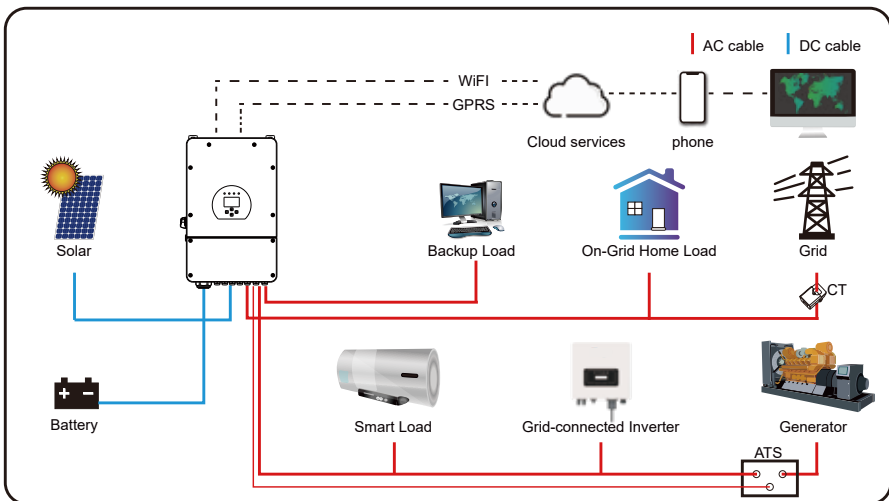 AC cable
DC cable
WiFI
GPRS
Cloud services
phone
Solar
Backup Load
On-Grid Home Load
Grid
CT
Battery
Smart Load
Grid-connected Inverter
Generator
ATS